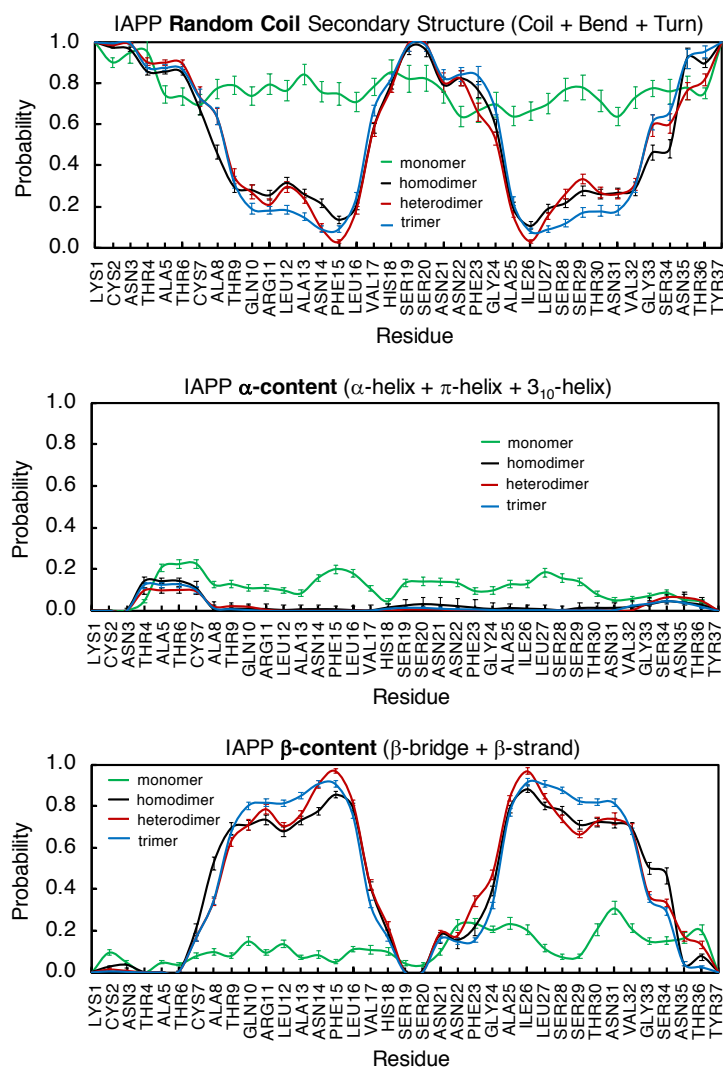 IAPP Random Coil Secondary Structure (Coil + Bend + Turn)
1.0
0.8
0.6
0.4
0.2
0.0
Probability
monomer
homodimer
heterodimer
trimer
LYS1
CYS2
ASN3
THR4
ALA5
THR6
CYS7
ALA8
THR9
GLN10
ARG11
LEU12
ALA13
ASN14
PHE15
LEU16
VAL17
HIS18
SER19
SER20
ASN21
ASN22
PHE23
GLY24
ALA25
ILE26
LEU27
SER28
SER29
THR30
ASN31
VAL32
GLY33
SER34
ASN35
THR36
TYR37
Residue
IAPP α-content (α-helix + π-helix + 3₁₀-helix)
1.0
0.8
0.6
0.4
0.2
0.0
Probability
monomer
homodimer
heterodimer
trimer
LYS1
CYS2
ASN3
THR4
ALA5
THR6
CYS7
ALA8
THR9
GLN10
ARG11
LEU12
ALA13
ASN14
PHE15
LEU16
VAL17
HIS18
SER19
SER20
ASN21
ASN22
PHE23
GLY24
ALA25
ILE26
LEU27
SER28
SER29
THR30
ASN31
VAL32
GLY33
SER34
ASN35
THR36
TYR37
Residue
IAPP β-content (β-bridge + β-strand)
1.0
0.8
0.6
0.4
0.2
0.0
Probability
monomer
homodimer
heterodimer
trimer
LYS1
CYS2
ASN3
THR4
ALA5
THR6
CYS7
ALA8
THR9
GLN10
ARG11
LEU12
ALA13
ASN14
PHE15
LEU16
VAL17
HIS18
SER19
SER20
ASN21
ASN22
PHE23
GLY24
ALA25
ILE26
LEU27
SER28
SER29
THR30
ASN31
VAL32
GLY33
SER34
ASN35
THR36
TYR37
Residue